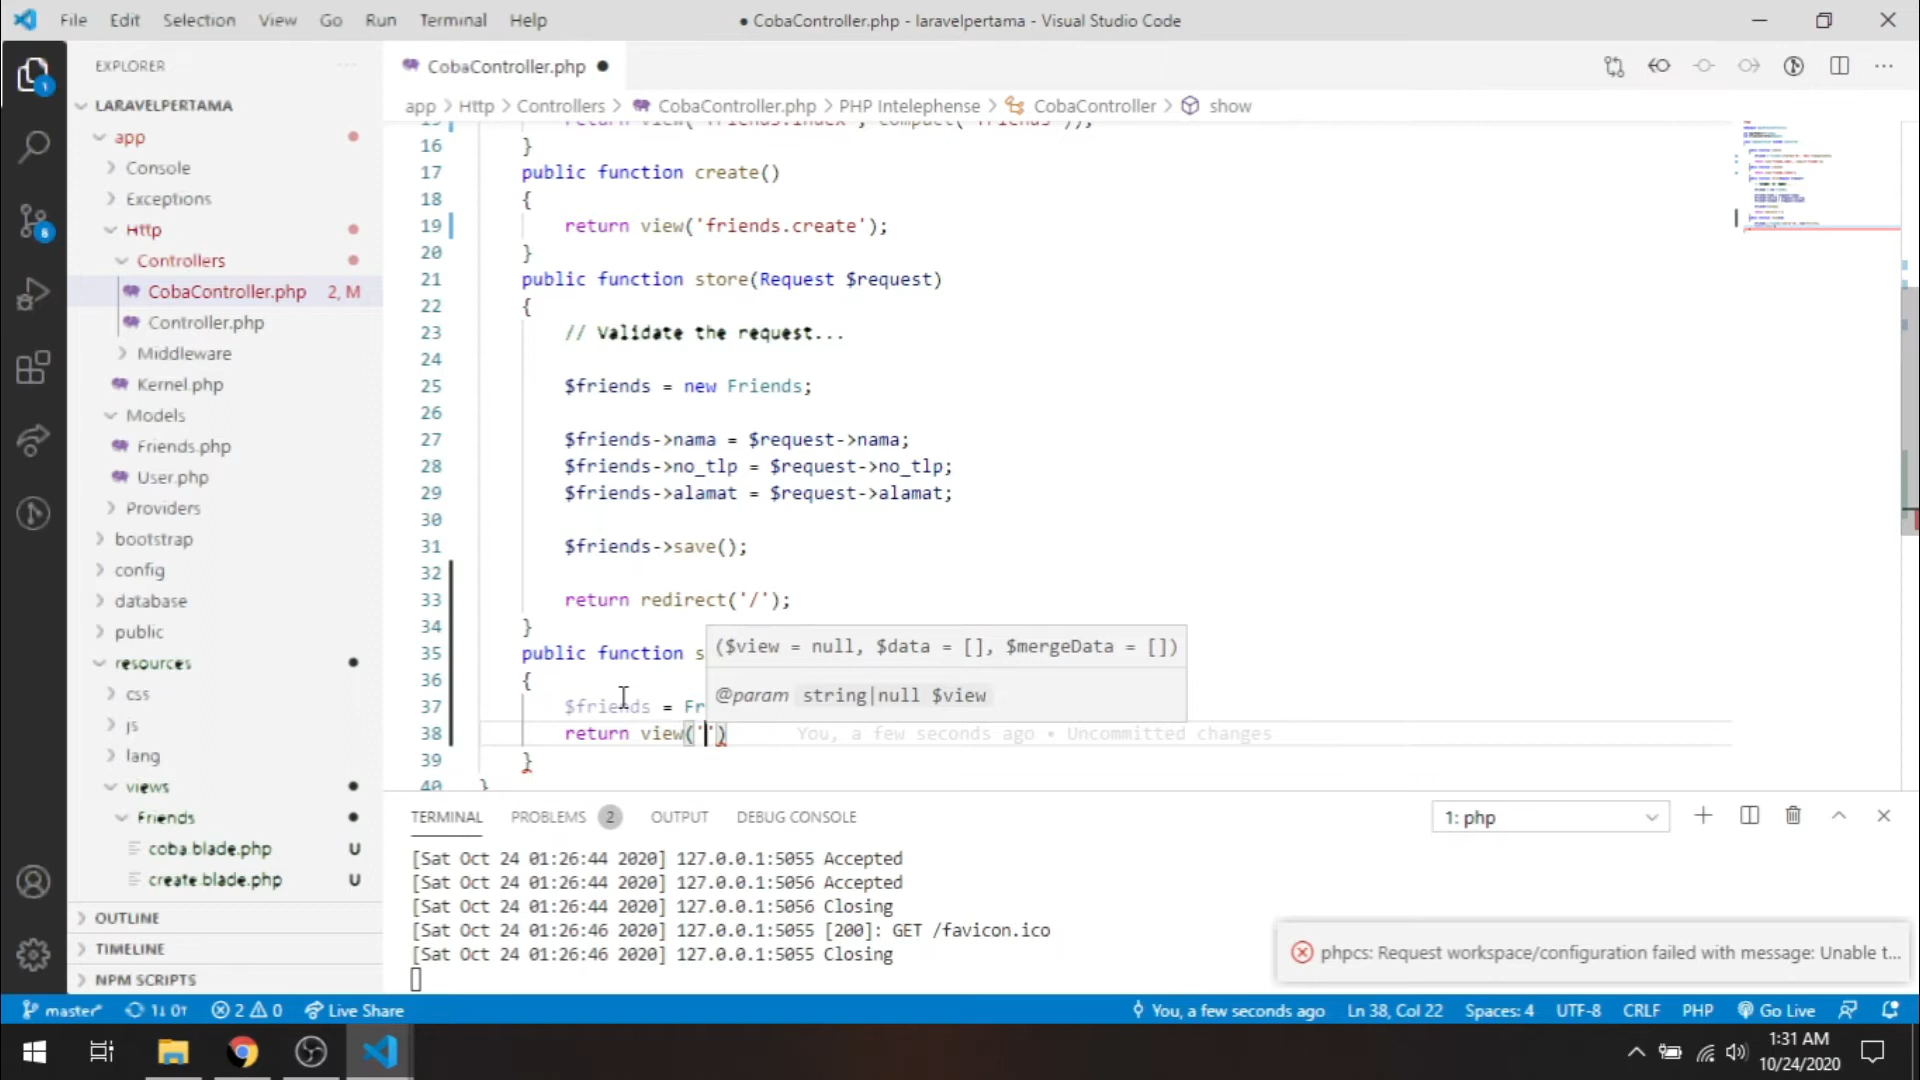 File Edit Selection View Go Run Terminal Help
● CobaController.php - laravelpertama - Visual Studio Code
EXPLORER
LARAVELPERTAMA
app
Console
Exceptions
Http
Controllers
CobaController.php 2, M
Controller.php
Middleware
Kernel.php
Models
Friends.php
User.php
Providers
bootstrap
config
database
public
resources
css
js
lang
views
Friends
coba.blade.php U
create.blade.php U
OUTLINE
TIMELINE
NPM SCRIPTS
1
8
CobaController.php ●
app > Http > Controllers > CobaController.php > PHP Intelephense > CobaController > show
15 return view('friends.index', compact('friends'));
16 }
17 public function create()
18 {
19 return view('friends.create');
20 }
21 public function store(Request $request)
22 {
23 // Validate the request...
24
25 $friends = new Friends;
26
27 $friends->nama = $request->nama;
28 $friends->no_tlp = $request->no_tlp;
29 $friends->alamat = $request->alamat;
30
31 $friends->save();
32
33 return redirect('/');
34 }
35 public function s
36 {
37 $friends = Fr
38 return view('') You, a few seconds ago • Uncommitted changes
39 }
40 }
($view = null, $data = [], $mergeData = [])
@param string|null $view
TERMINAL PROBLEMS 2 OUTPUT DEBUG CONSOLE
1: php
[Sat Oct 24 01:26:44 2020] 127.0.0.1:5055 Accepted
[Sat Oct 24 01:26:44 2020] 127.0.0.1:5056 Accepted
[Sat Oct 24 01:26:44 2020] 127.0.0.1:5056 Closing
[Sat Oct 24 01:26:46 2020] 127.0.0.1:5055 [200]: GET /favicon.ico
[Sat Oct 24 01:26:46 2020] 127.0.0.1:5055 Closing
phpcs: Request workspace/configuration failed with message: Unable t...
master* 1↓ 0↑ 2 0 Live Share
You, a few seconds ago Ln 38, Col 22 Spaces: 4 UTF-8 CRLF PHP Go Live
1:31 AM
10/24/2020